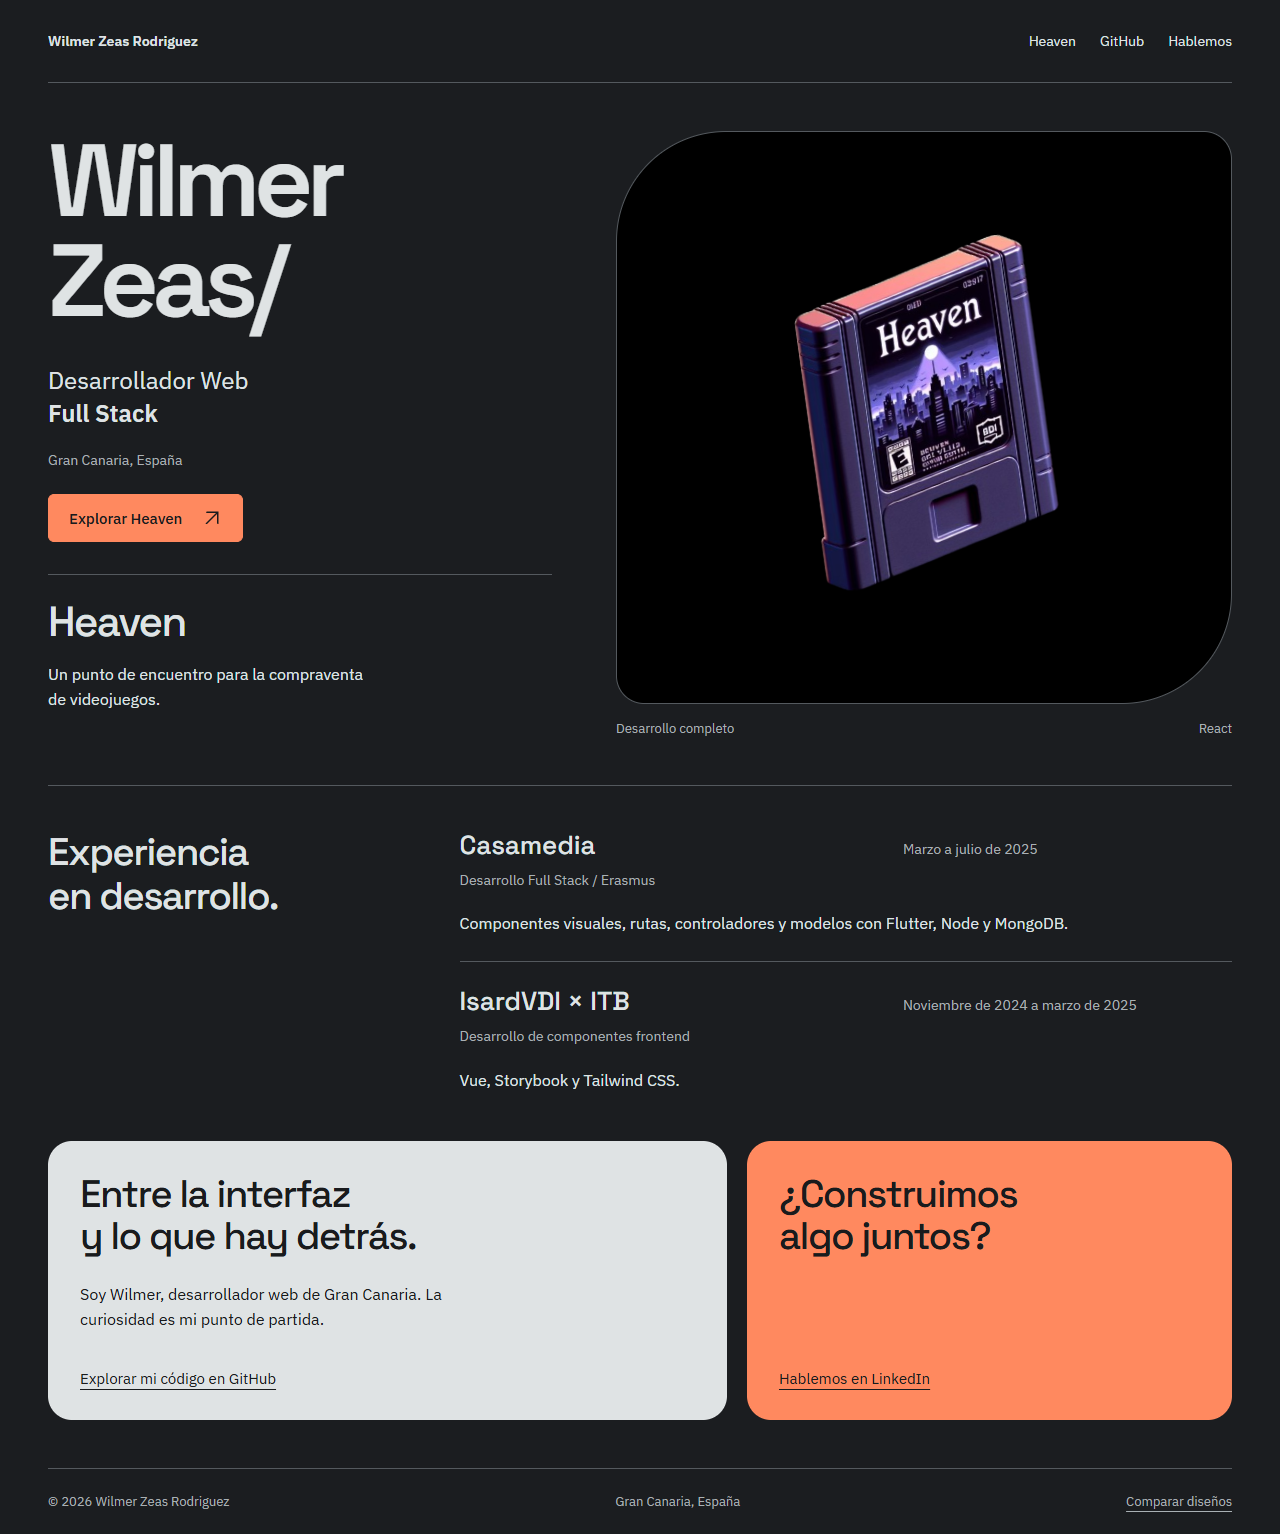 Wilmer Zeas Rodriguez
Heaven GitHub Hablemos
Wilmer
Zeas/
Desarrollador Web
Full Stack
Gran Canaria, España
Explorar Heaven
Heaven
Un punto de encuentro para la compraventa
de videojuegos.
Heaven
E
BDI
Desarrollo completo
React
Experiencia
en desarrollo.
Casamedia
Marzo a julio de 2025
Desarrollo Full Stack / Erasmus
Componentes visuales, rutas, controladores y modelos con Flutter, Node y MongoDB.
IsardVDI × ITB
Noviembre de 2024 a marzo de 2025
Desarrollo de componentes frontend
Vue, Storybook y Tailwind CSS.
Entre la interfaz
y lo que hay detrás.
Soy Wilmer, desarrollador web de Gran Canaria. La
curiosidad es mi punto de partida.
Explorar mi código en GitHub
¿Construimos
algo juntos?
Hablemos en LinkedIn
© 2026 Wilmer Zeas Rodriguez
Gran Canaria, España
Comparar diseños